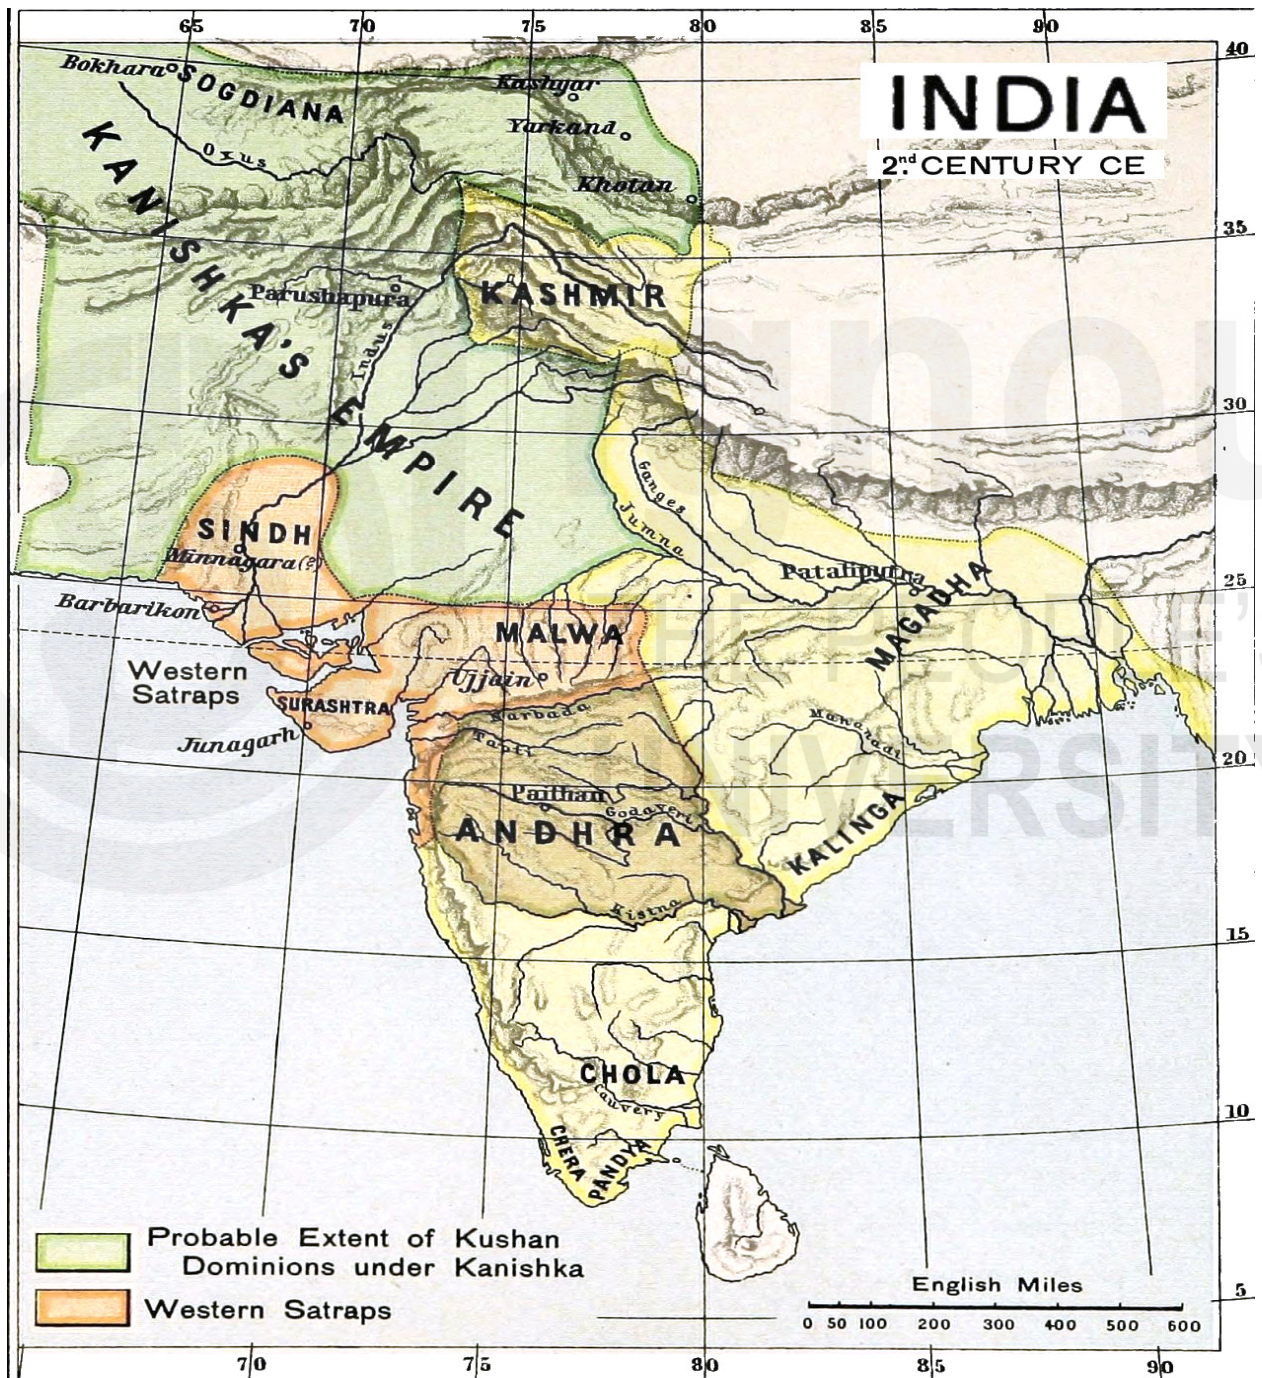 65 70 75 80 85 90
40
INDIA
2nd. CENTURY CE
Bokhara
SOGDIANA
Kashgar
Yarkand
Oxus
Khotan
KANISHKA'S EMPIRE
35
Parushapura
KASHMIR
Indus
30
Ganges
Jumna
SINDH
Minnagara(?)
Pataliputra
MAGADHA
25
Barbarikon
MALWA
THE PEOPLE'S
Western
Satraps
Ujjain
SURASHTRA
Narbada
Mahanadi
Junagarh
Tapti
UNIVERSITY
20
Paithan
Godaveri
ANDHRA
KALINGA
Kistna
15
CHOLA
Cauvery
10
CHERA
PANDYA
Probable Extent of Kushan
Dominions under Kanishka
Western Satraps
English Miles
0 50 100 200 300 400 500 600
5
70 75 80 85 90